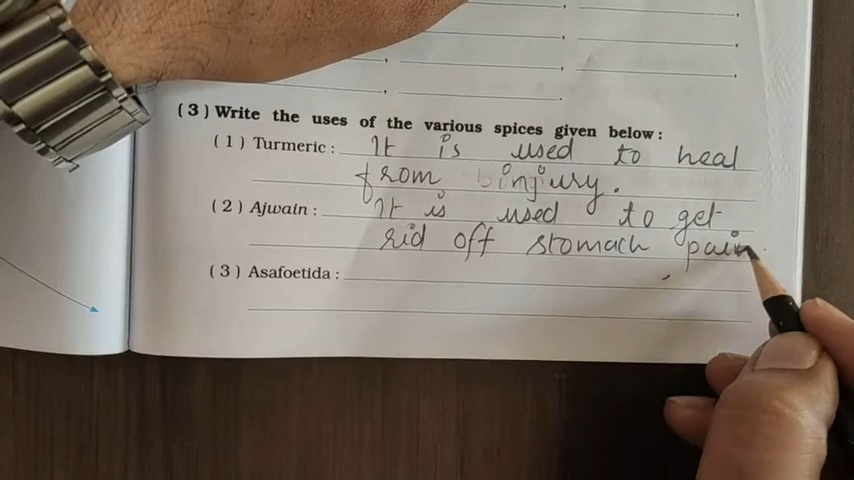 (3) Write the uses of the various spices given below :
(1) Turmeric : It is used to heal
from injury.
(2) Ajwain : It is used to get
rid off stomach pain
(3) Asafoetida :